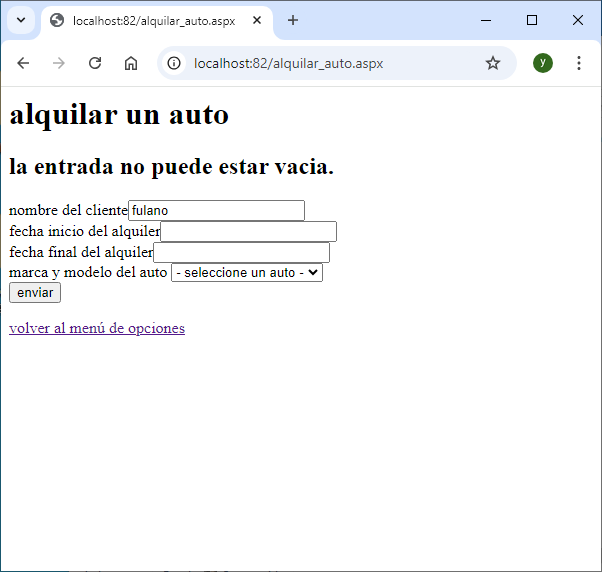 localhost:82/alquilar_auto.aspx
localhost:82/alquilar_auto.aspx
y
alquilar un auto
la entrada no puede estar vacia.
nombre del cliente fulano
fecha inicio del alquiler
fecha final del alquiler
marca y modelo del auto - seleccione un auto -
enviar
volver al menú de opciones